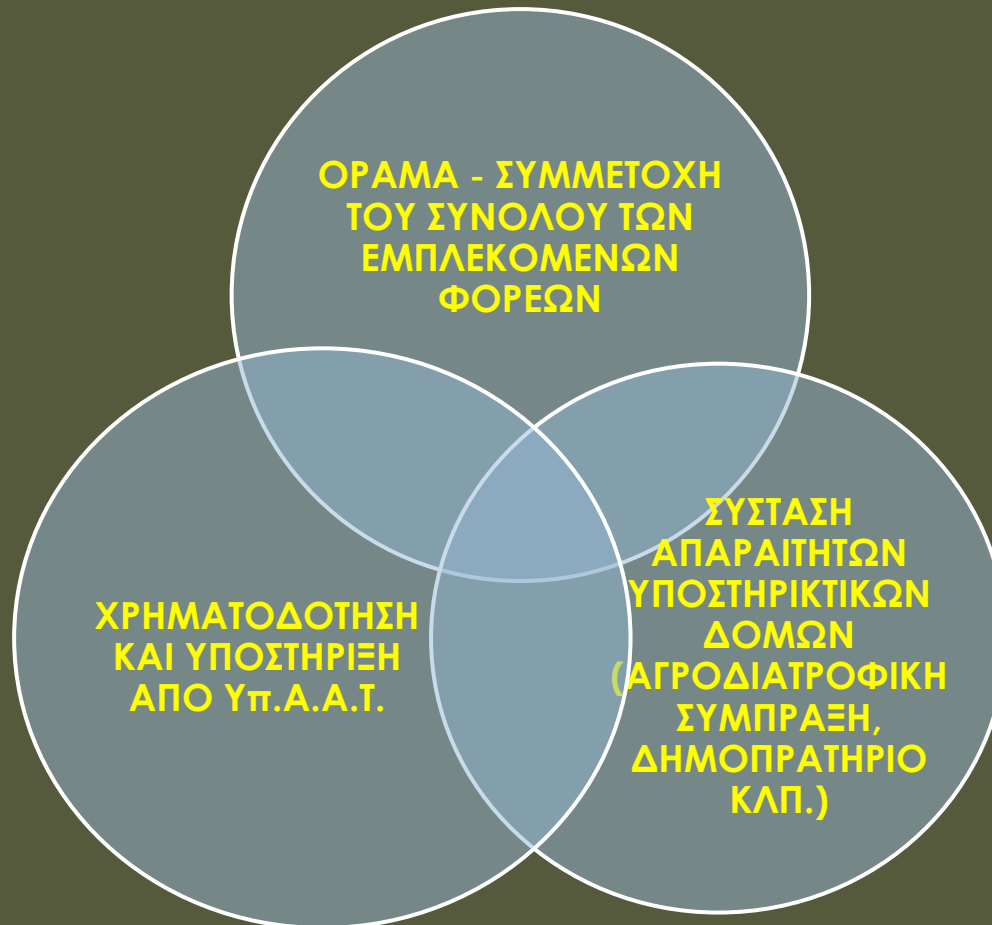 ΟΡΑΜΑ - ΣΥΜΜΕΤΟΧΗ
ΤΟΥ ΣΥΝΟΛΟΥ ΤΩΝ
ΕΜΠΛΕΚΟΜΕΝΩΝ
ΦΟΡΕΩΝ
ΧΡΗΜΑΤΟΔΟΤΗΣΗ
ΚΑΙ ΥΠΟΣΤΗΡΙΞΗ
ΑΠΟ Υπ.Α.Α.Τ.
ΣΥΣΤΑΣΗ
ΑΠΑΡΑΙΤΗΤΩΝ
ΥΠΟΣΤΗΡΙΚΤΙΚΩΝ
ΔΟΜΩΝ
(ΑΓΡΟΔΙΑΤΡΟΦΙΚΗ
ΣΥΜΠΡΑΞΗ,
ΔΗΜΟΠΡΑΤΗΡΙΟ
ΚΛΠ.)